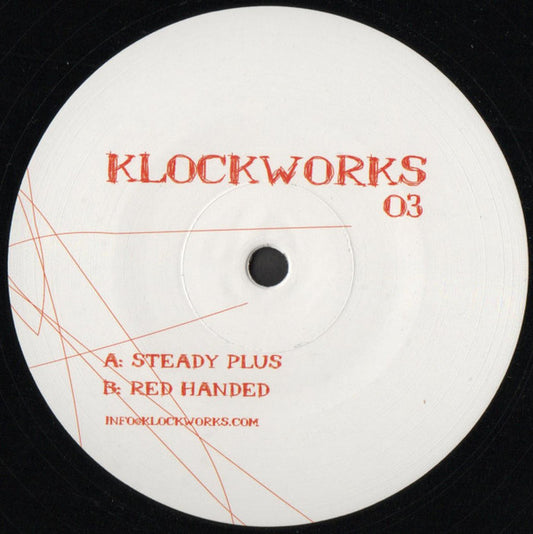 KLOCKWORKS
03
A: STEADY PLUS
B: RED HANDED
INFO@KLOCKWORKS.COM